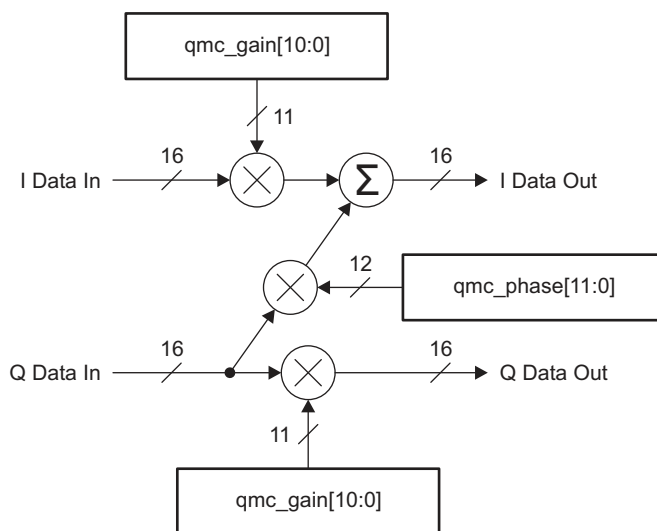 qmc_gain[10:0]
11
16
16
I Data In
Σ
I Data Out
12
qmc_phase[11:0]
16
16
Q Data In
Q Data Out
11
qmc_gain[10:0]